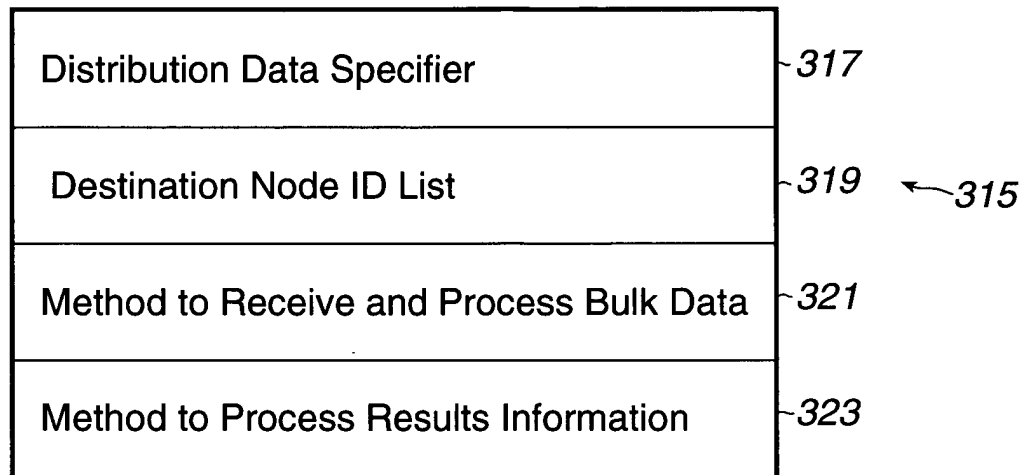 Distribution Data Specifier 317
Destination Node ID List 319 315
Method to Receive and Process Bulk Data 321
Method to Process Results Information 323